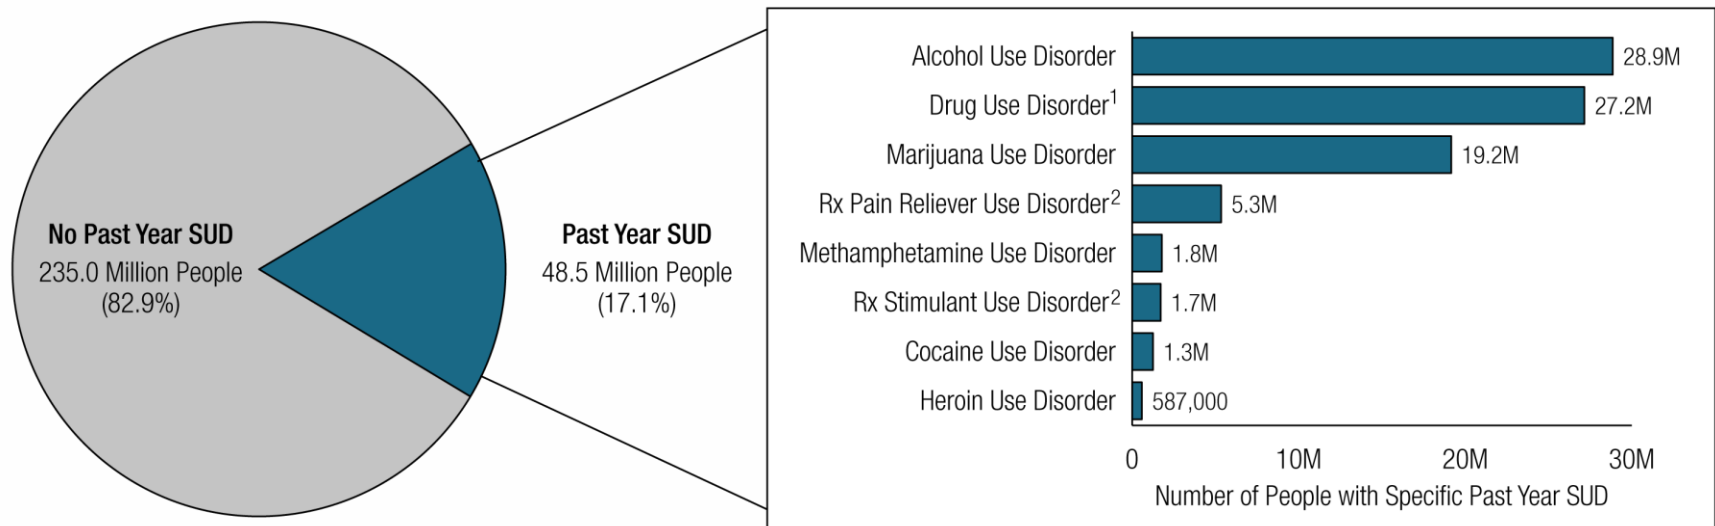 No Past Year SUD
235.0 Million People
(82.9%)
Past Year SUD
48.5 Million People
(17.1%)
Alcohol Use Disorder 28.9M
Drug Use Disorder¹ 27.2M
Marijuana Use Disorder 19.2M
Rx Pain Reliever Use Disorder² 5.3M
Methamphetamine Use Disorder 1.8M
Rx Stimulant Use Disorder² 1.7M
Cocaine Use Disorder 1.3M
Heroin Use Disorder 587,000
0 10M 20M 30M
Number of People with Specific Past Year SUD